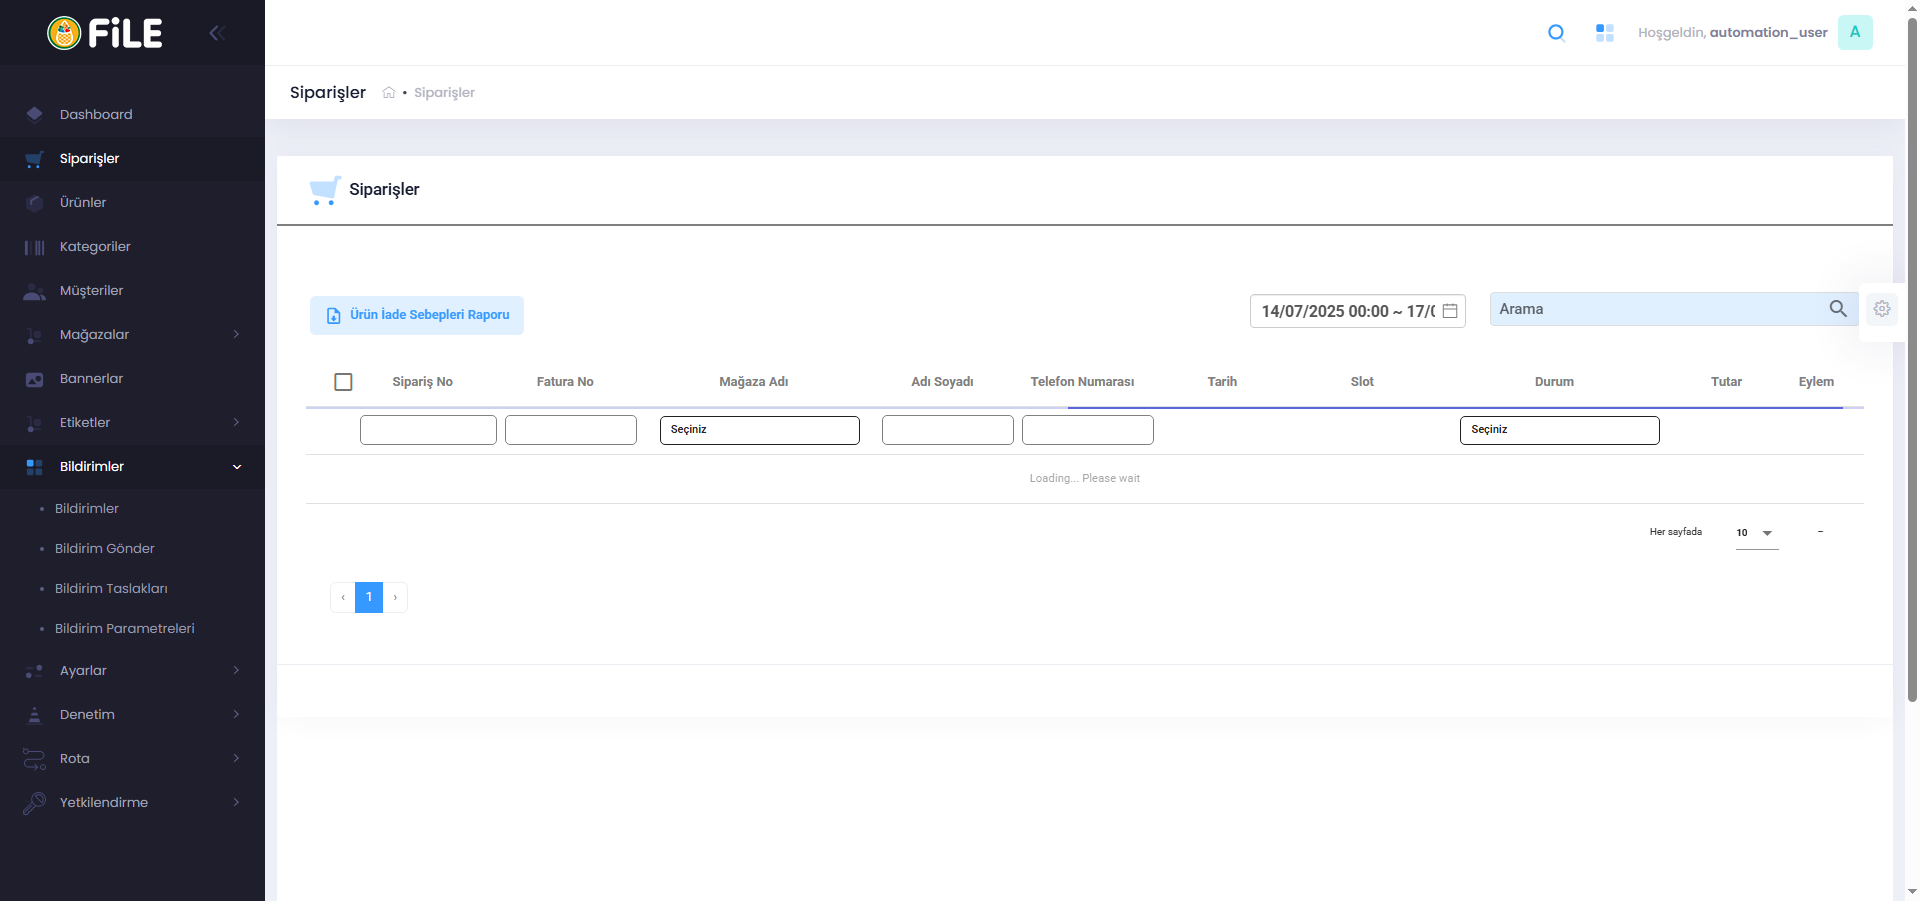 FiLE
Hoşgeldin, automation_user
A
Siparişler
• Siparişler
Dashboard
Siparişler
Ürünler
Kategoriler
Müşteriler
Mağazalar
Bannerlar
Etiketler
Bildirimler
Bildirimler
Bildirim Gönder
Bildirim Taslakları
Bildirim Parametreleri
Ayarlar
Denetim
Rota
Yetkilendirme
Siparişler
Ürün İade Sebepleri Raporu
14/07/2025 00:00 ~ 17/0
Arama
Sipariş No Fatura No Mağaza Adı Adı Soyadı Telefon Numarası Tarih Slot Durum Tutar Eylem
Seçiniz Seçiniz
Loading... Please wait
Her sayfada 10 –
‹ 1 ›